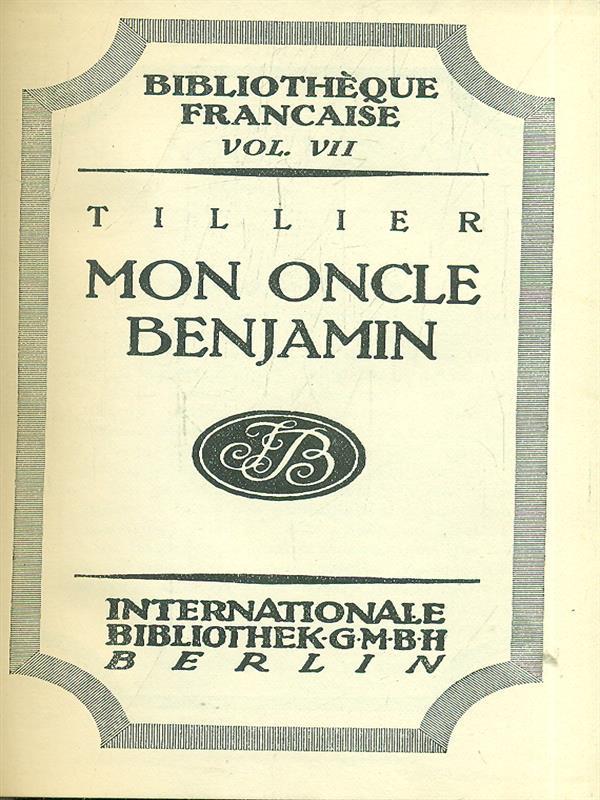 BIBLIOTHÈQUE
FRANCAISE
VOL. VII
TILLIER
MON ONCLE
BENJAMIN
IB
INTERNATIONALE
BIBLIOTHEK·G·M·B·H
BERLIN